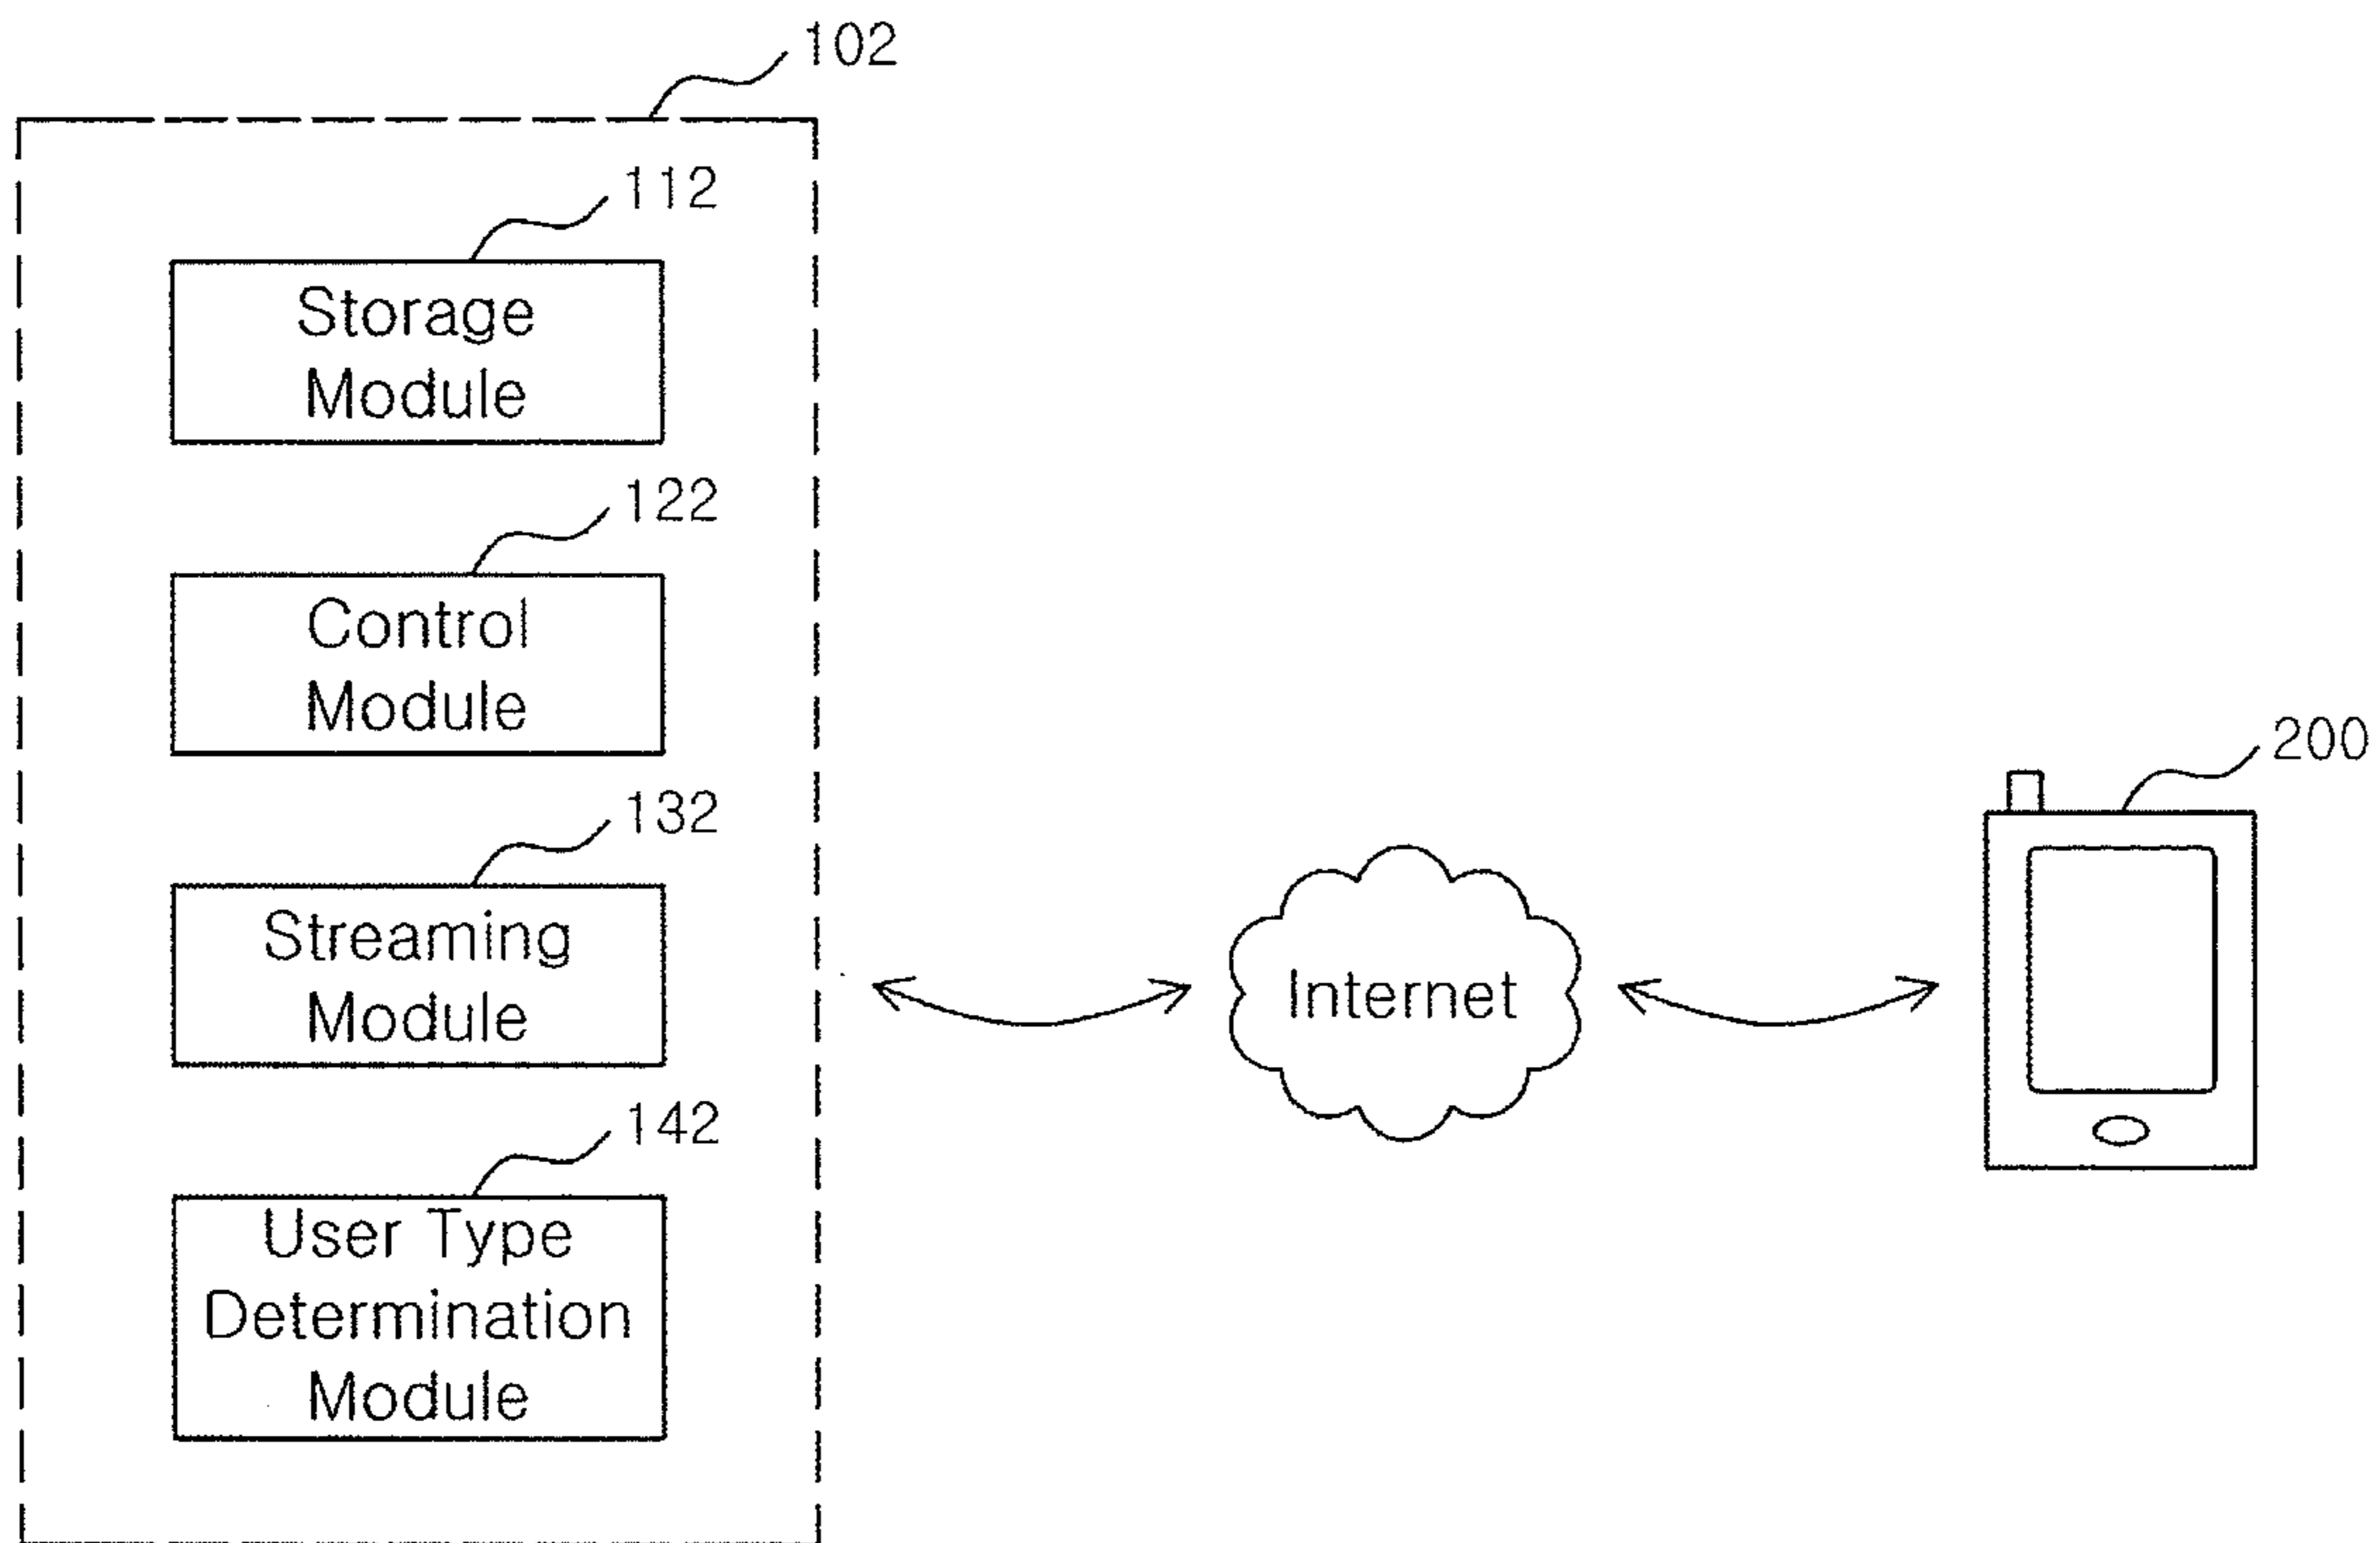 102
112
Storage
Module
122
Control
Module
200
132
Streaming
Module
Internet
142
User Type
Determination
Module